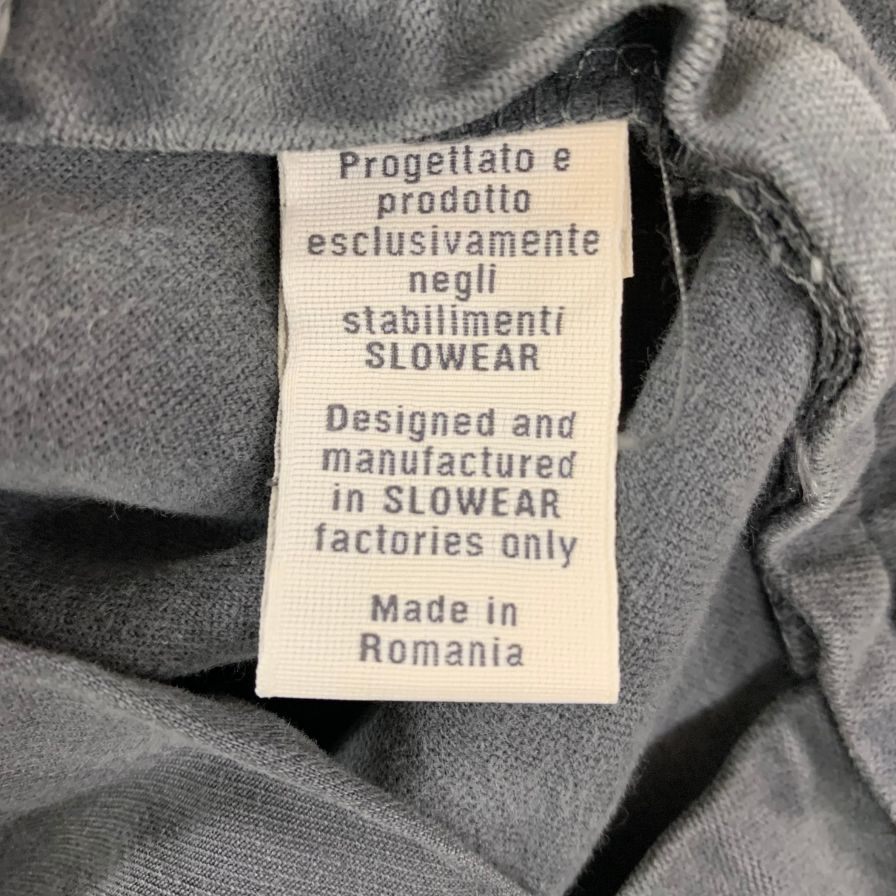 Progettato e
prodotto
esclusivamente
negli
stabilimenti
SLOWEAR
Designed and
manufactured
in SLOWEAR
factories only
Made in
Romania